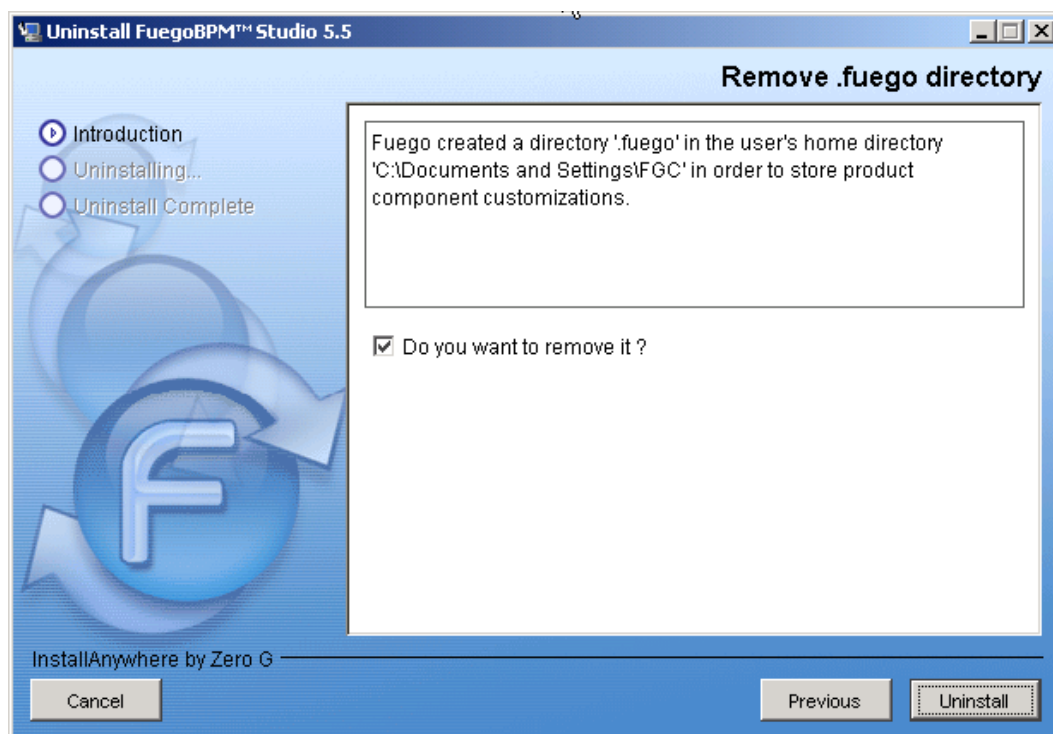 Uninstall FuegoBPM™ Studio 5.5
Remove .fuego directory
Introduction
Uninstalling...
Uninstall Complete
Fuego created a directory '.fuego' in the user's home directory
'C:\Documents and Settings\FGC' in order to store product
component customizations.
Do you want to remove it ?
F
InstallAnywhere by Zero G
Cancel
Previous
Uninstall